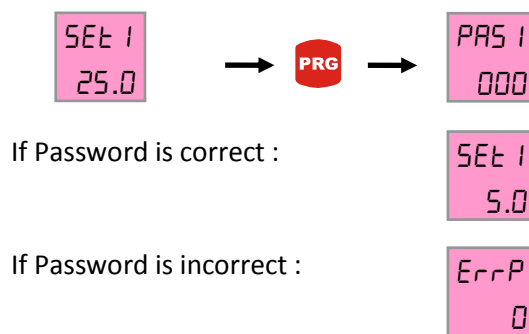 SEt 1
25.0
PRG
PAS 1
000
If Password is correct :
SEt 1
5.0
If Password is incorrect :
ErrP
0